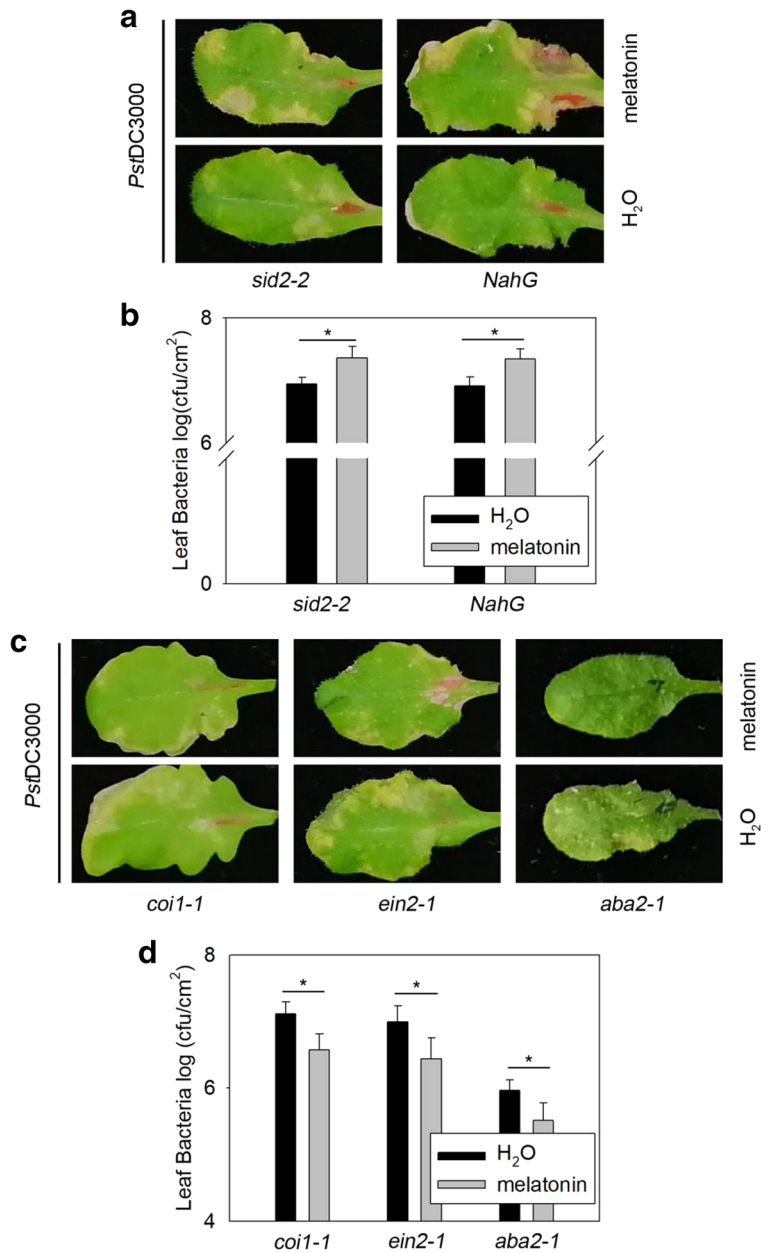 a
PstDC3000
melatonin
H₂O
sid2-2 NahG
b
Leaf Bacteria log(cfu/cm²)
8
6
0
H₂O
melatonin
sid2-2 NahG
c
PstDC3000
melatonin
H₂O
coi1-1 ein2-1 aba2-1
d
Leaf Bacteria log (cfu/cm²)
8
6
4
* * *
H₂O
melatonin
coi1-1 ein2-1 aba2-1